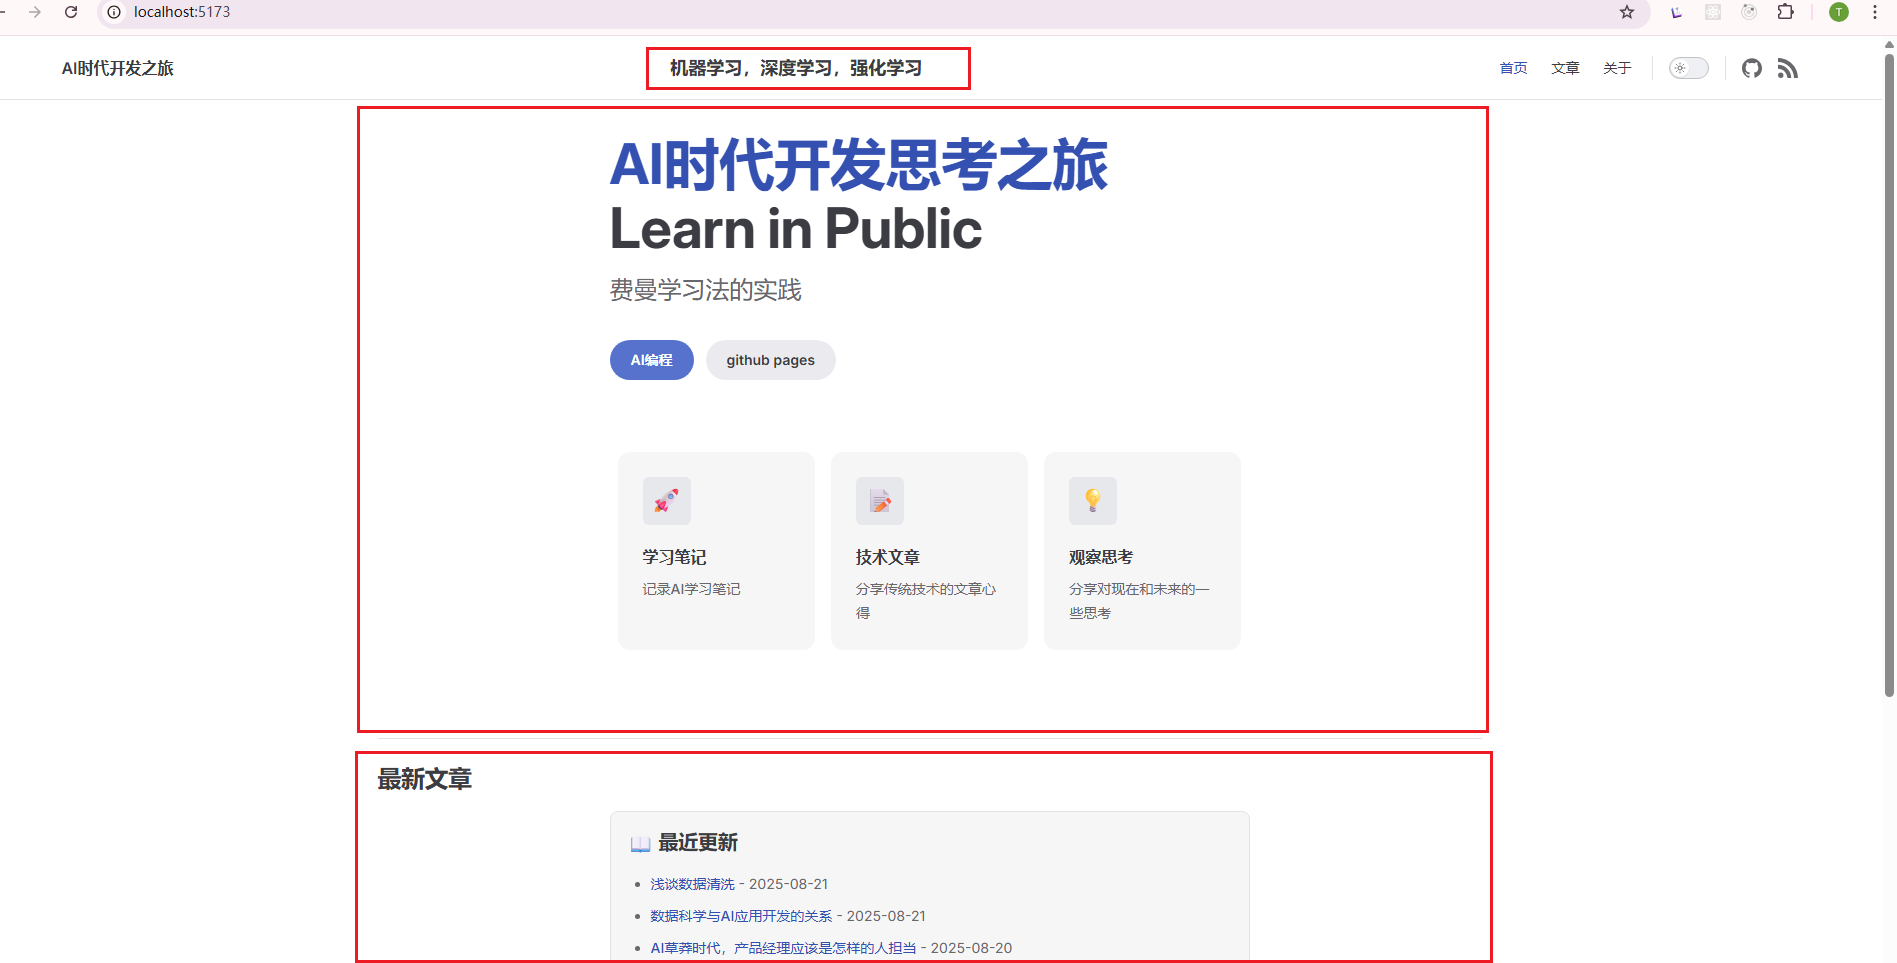 localhost:5173
T
AI时代开发之旅
机器学习，深度学习，强化学习
首页 文章 关于
AI时代开发思考之旅
Learn in Public
费曼学习法的实践
AI编程 github pages
学习笔记
记录AI学习笔记
技术文章
分享传统技术的文章心
得
观察思考
分享对现在和未来的一
些思考
最新文章
📖 最近更新
浅谈数据清洗 - 2025-08-21
数据科学与AI应用开发的关系 - 2025-08-21
AI草莽时代，产品经理应该是怎样的人担当 - 2025-08-20